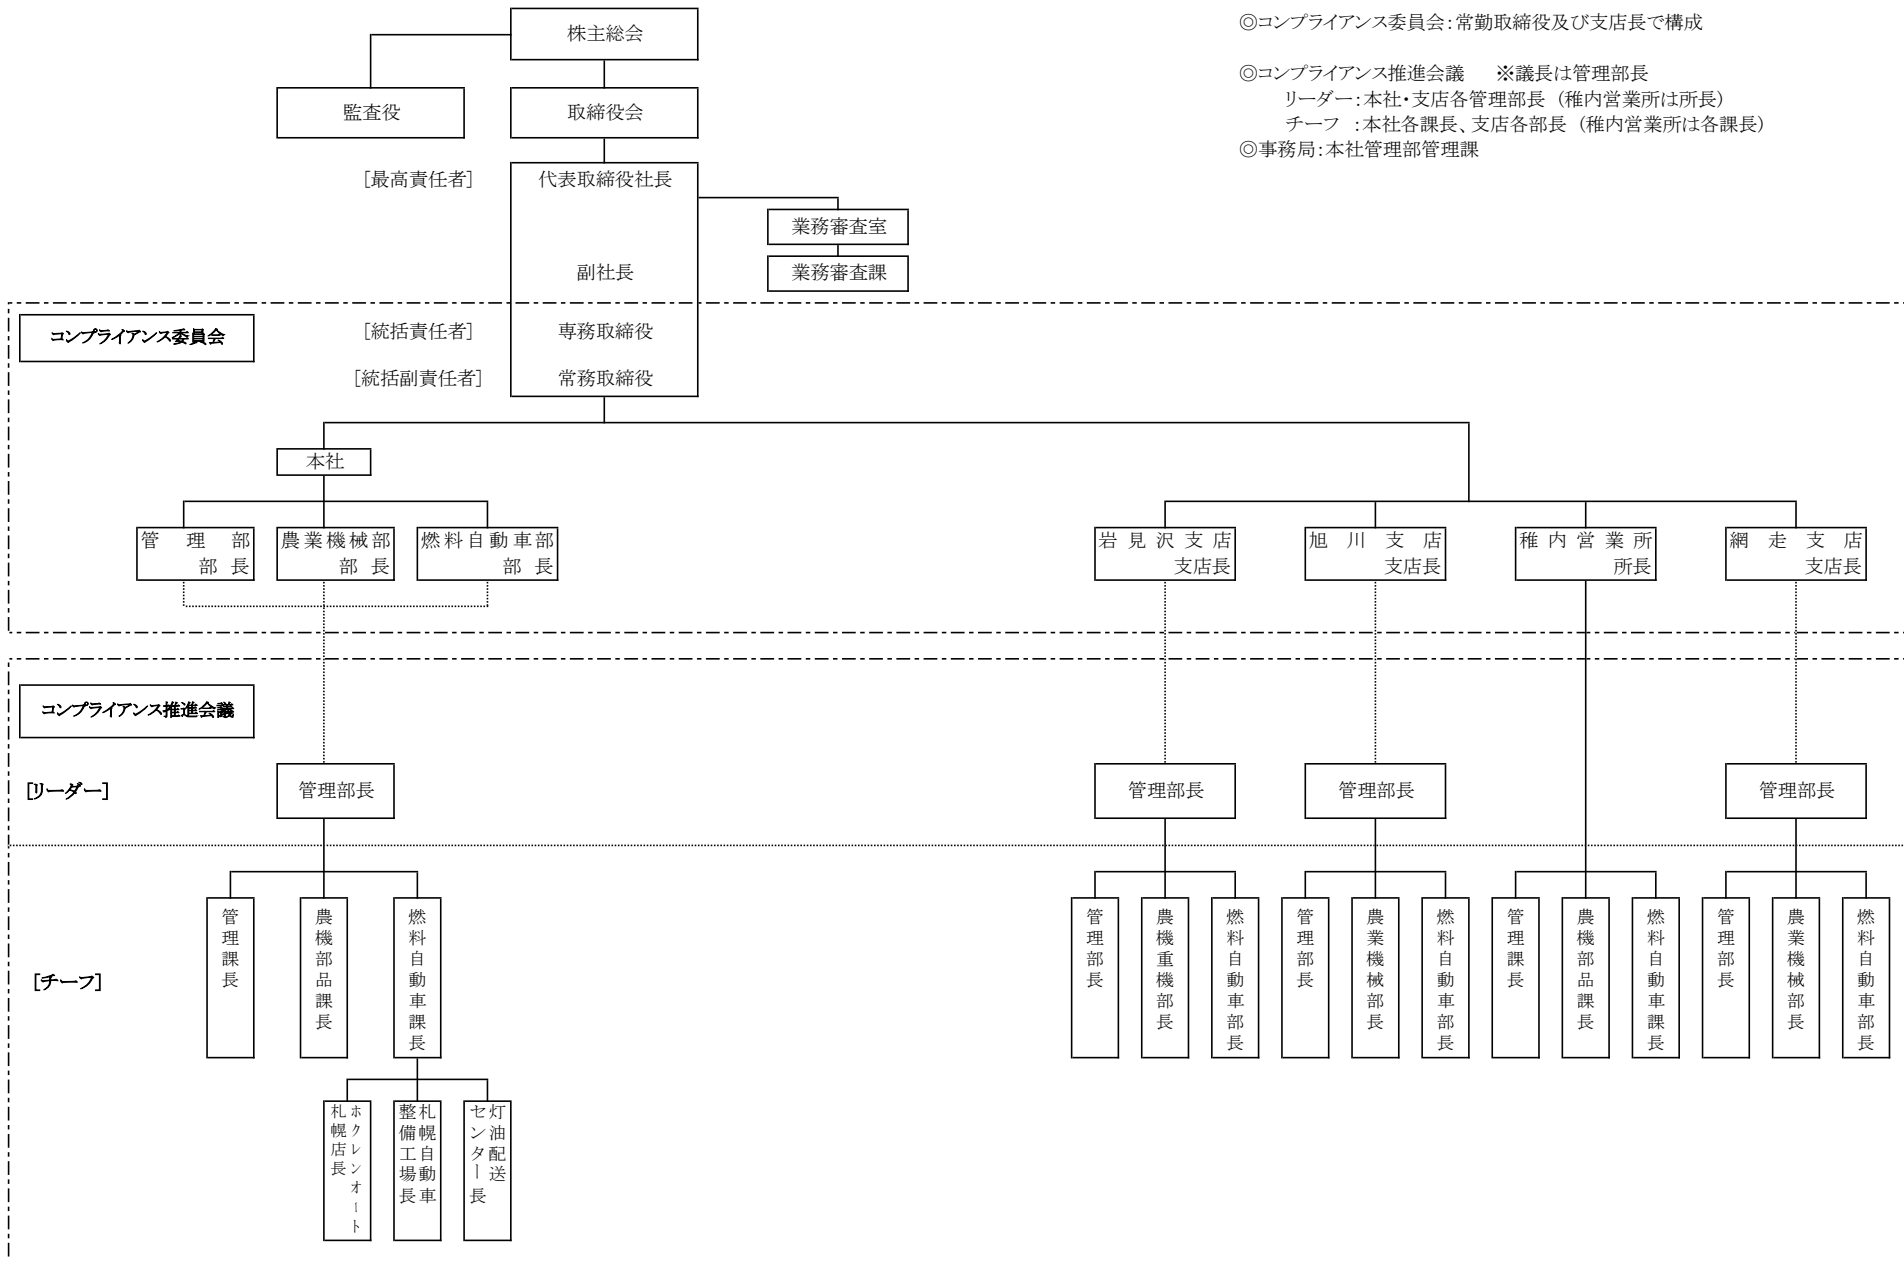 株主総会
◎コンプライアンス委員会：常勤取締役及び支店長で構成
◎コンプライアンス推進会議　※議長は管理部長
リーダー：本社・支店各管理部長（稚内営業所は所長）
チーフ　：本社各課長、支店各部長（稚内営業所は各課長）
◎事務局：本社管理部管理課
監査役
取締役会
［最高責任者］
代表取締役社長
業務審査室
副社長
業務審査課
コンプライアンス委員会
［統括責任者］
専務取締役
［統括副責任者］
常務取締役
本社
管理部
部長
農業機械部
部長
燃料自動車部
部長
岩見沢支店
支店長
旭川支店
支店長
稚内営業所
所長
網走支店
支店長
コンプライアンス推進会議
［リーダー］
管理部長
管理部長
管理部長
管理部長
［チーフ］
管理課長
農機部品課長
燃料自動車課長
管理部長
農機重機部長
燃料自動車部長
管理部長
農業機械部長
燃料自動車部長
管理課長
農機部品課長
燃料自動車課長
管理部長
農業機械部長
燃料自動車部長
ホクレンオート
札幌店長
札幌自動車
整備工場長
灯油配送
センター長